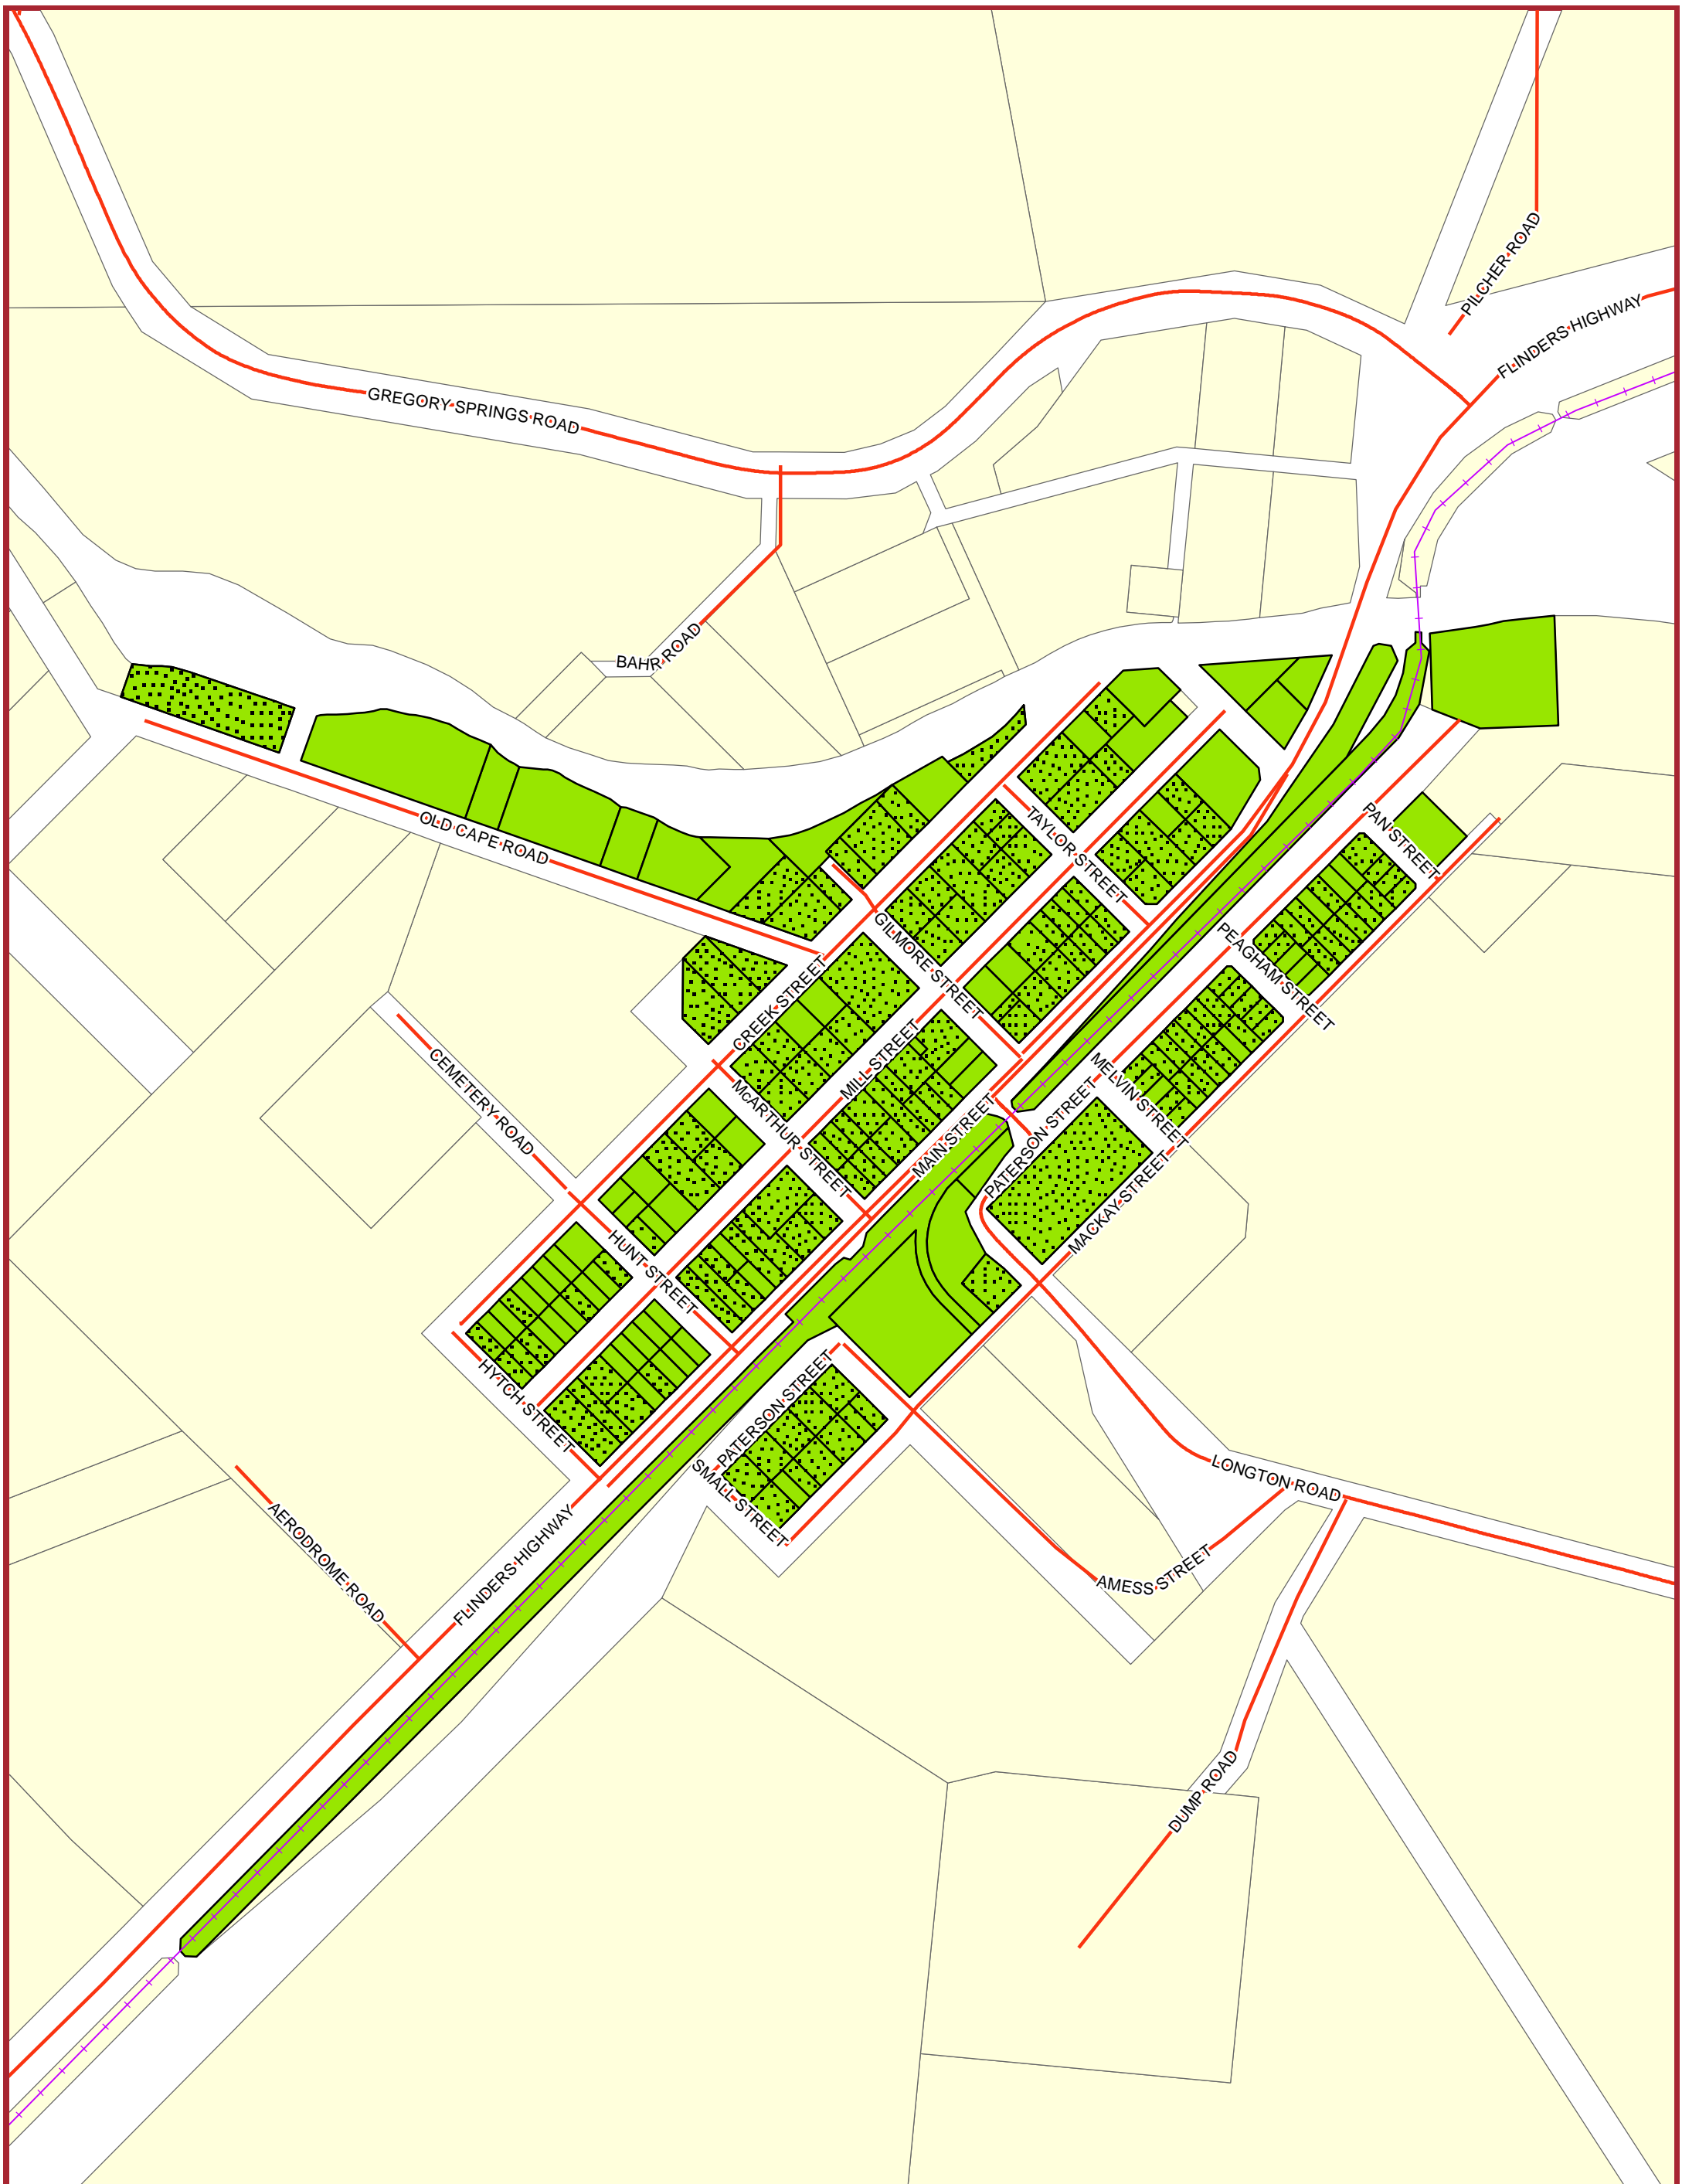 PILCHER ROAD
FLINDERS HIGHWAY
GREGORY SPRINGS ROAD
BAHR ROAD
OLD CAPE ROAD
TAYLOR STREET
PAN STREET
GILMORE STREET
PEAGHAM STREET
CREEK STREET
MILL STREET
MELVIN STREET
CEMETERY ROAD
McARTHUR STREET
MAIN STREET
PATERSON STREET
MACKAY STREET
HUNT STREET
HYTCH STREET
PATERSON STREET
SMALL STREET
LONGTON ROAD
AERODROME ROAD
FLINDERS HIGHWAY
AMESS STREET
DUMP ROAD